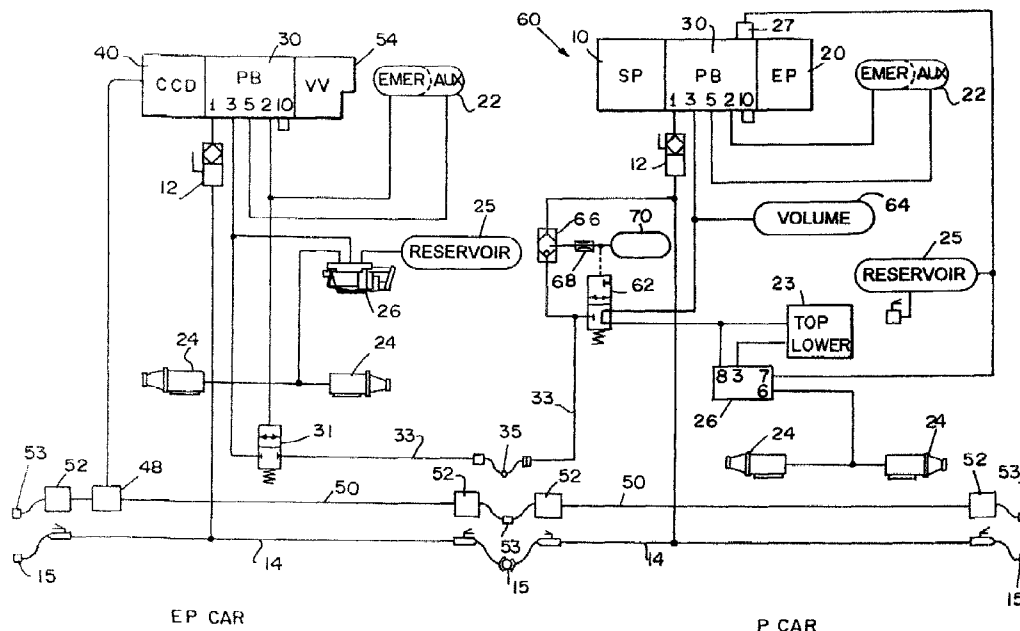 40
30
54
CCD
PB
VV
1 3 5 2 10
EMER AUX
22
12
25
RESERVOIR
26
24
24
31
33
35
53
52
48
50
52
53
15
14
15
EP CAR
60
10
30
27
20
SP
PB
EP
1 3 5 2 10
EMER AUX
22
12
66
70
68
62
VOLUME
64
25
RESERVOIR
23
TOP
LOWER
8 3 7
6
26
33
24
24
52
50
52
53
14
15
P CAR